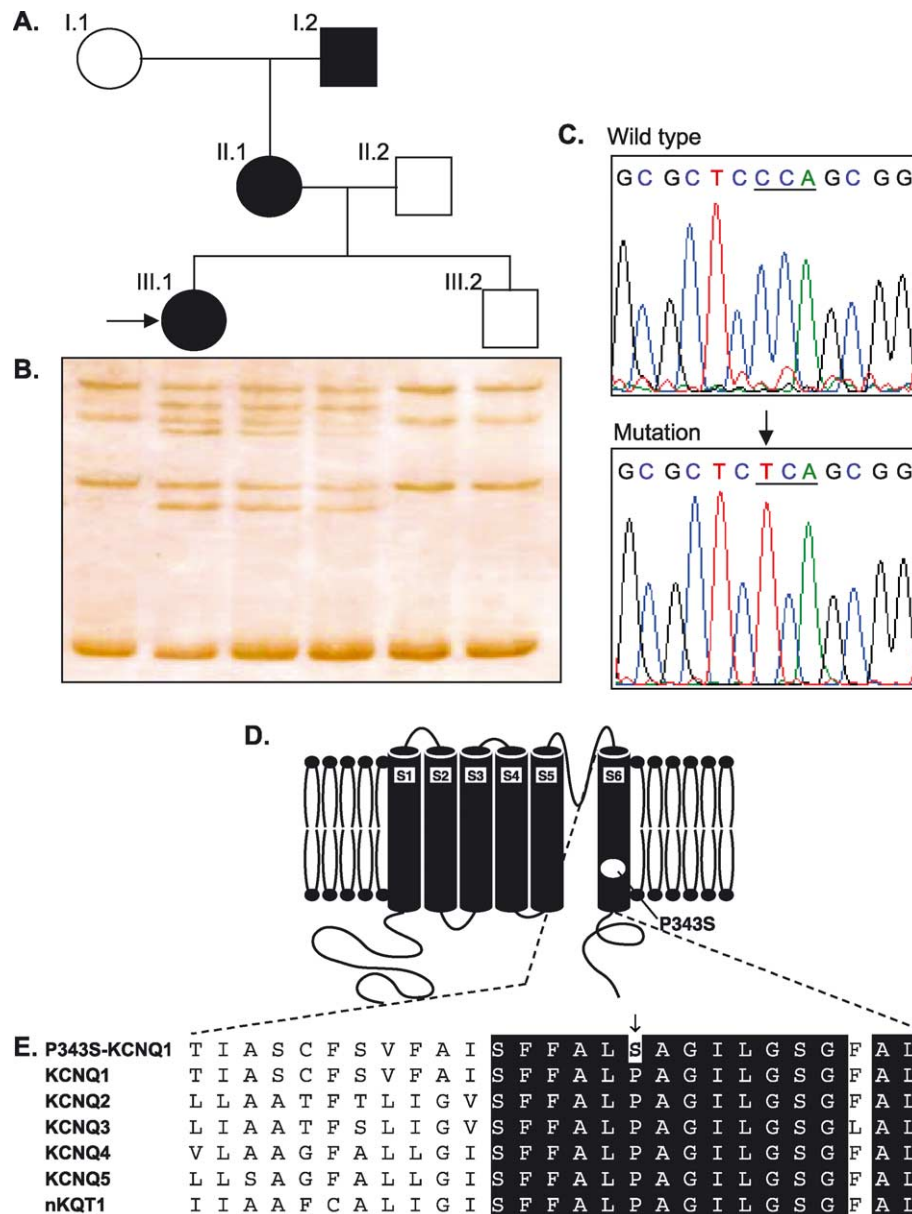 A.
I.1
I.2
II.1
II.2
III.1
III.2
B.
C.
Wild type
G C G C T C C C A G C G G
Mutation
G C G C T C T C A G C G G
D.
S1 S2 S3 S4 S5 S6
P343S
E.
P343S-KCNQ1 T I A S C F S V F A I S F F A L S A G I L G S G F A L
KCNQ1 T I A S C F S V F A I S F F A L P A G I L G S G F A L
KCNQ2 L L A A T F T L I G V S F F A L P A G I L G S G F A L
KCNQ3 L I A A T F S L I G V S F F A L P A G I L G S G L A L
KCNQ4 V L A A G F A L L G I S F F A L P A G I L G S G F A L
KCNQ5 L L S A G F A L L G I S F F A L P A G I L G S G F A L
nKQT1 I I A A F C A L I G I S F F A L P A G I L G S G F A L